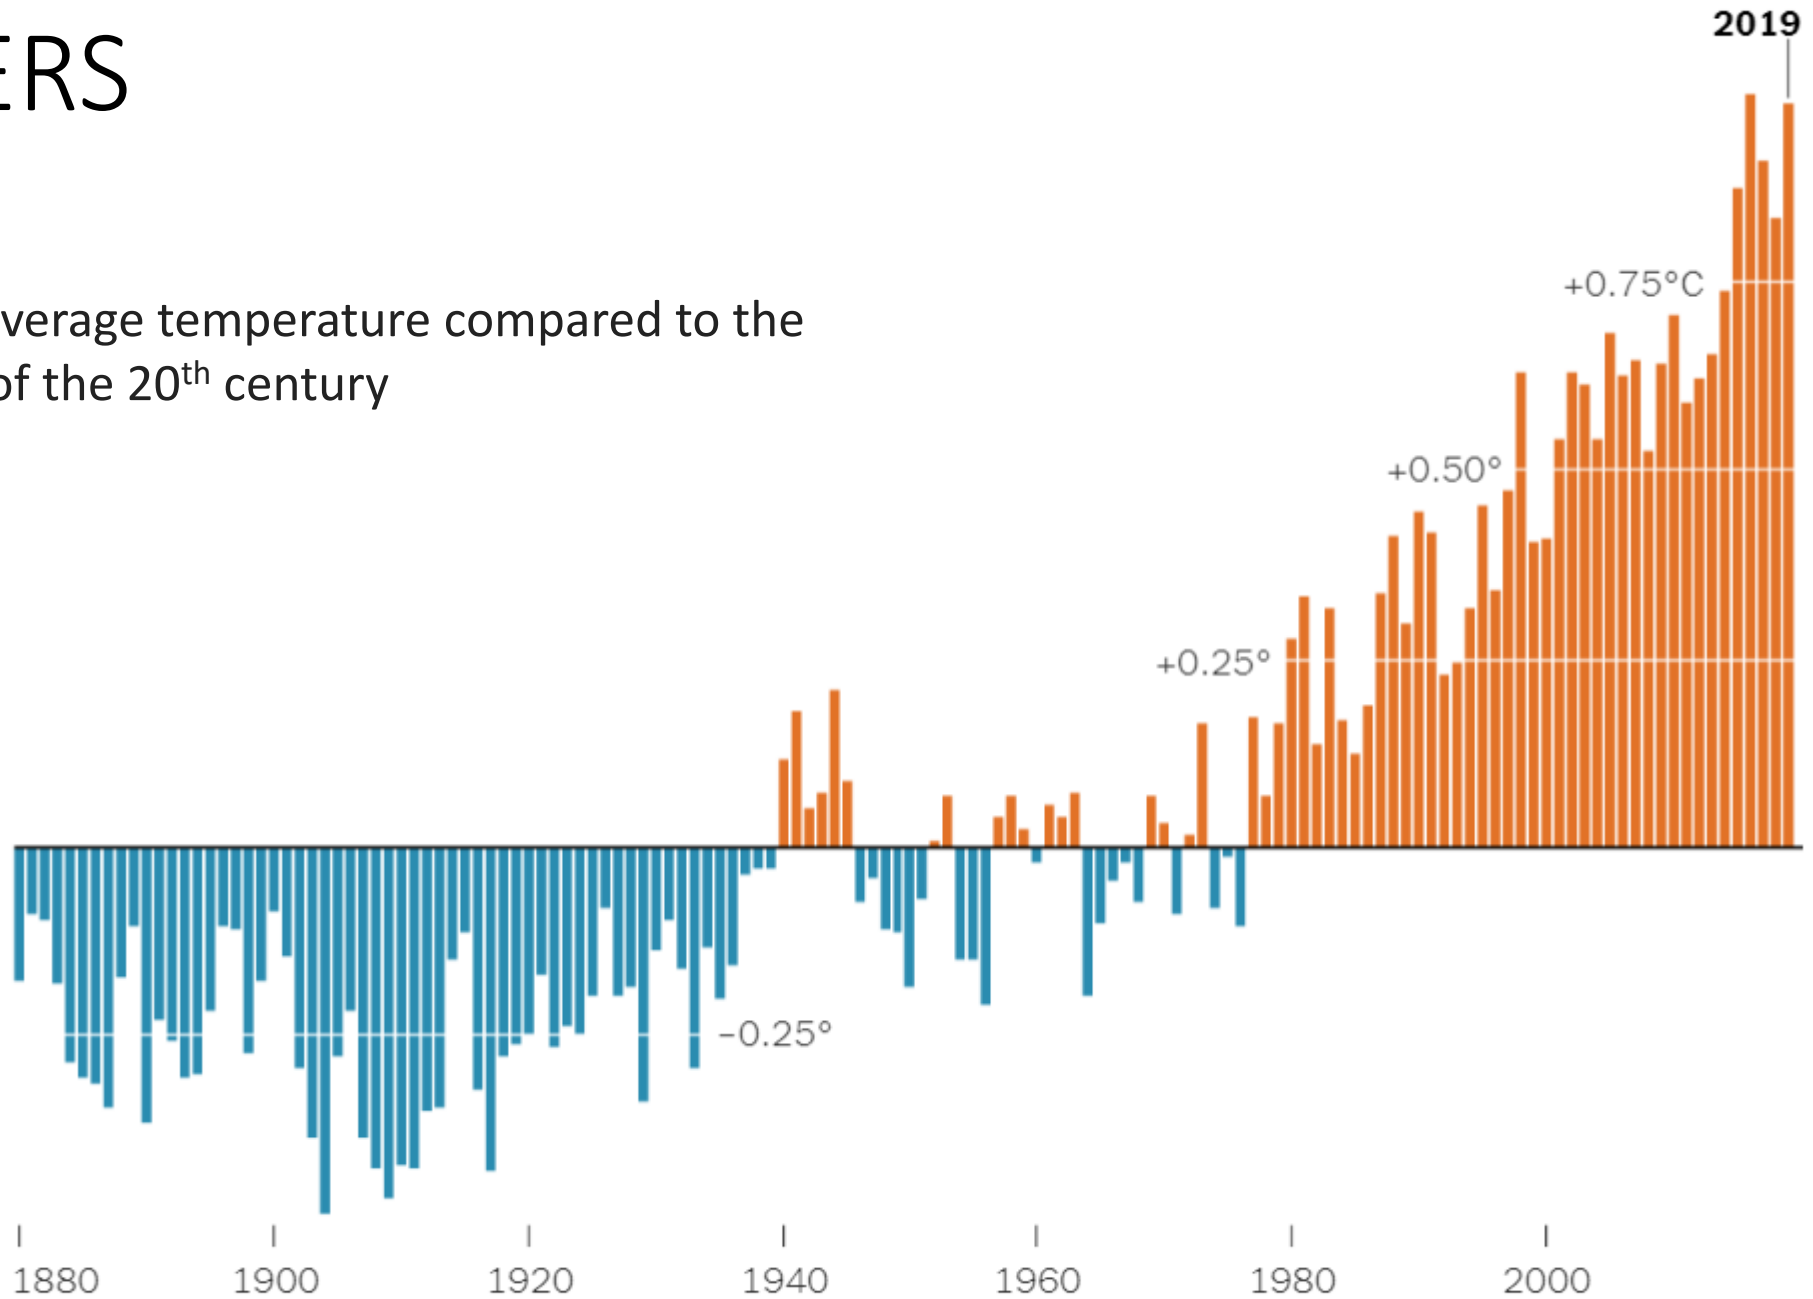 ERS
verage temperature compared to the
of the 20th century
2019
+0.75°C
+0.50°
+0.25°
-0.25°
1880 1900 1920 1940 1960 1980 2000